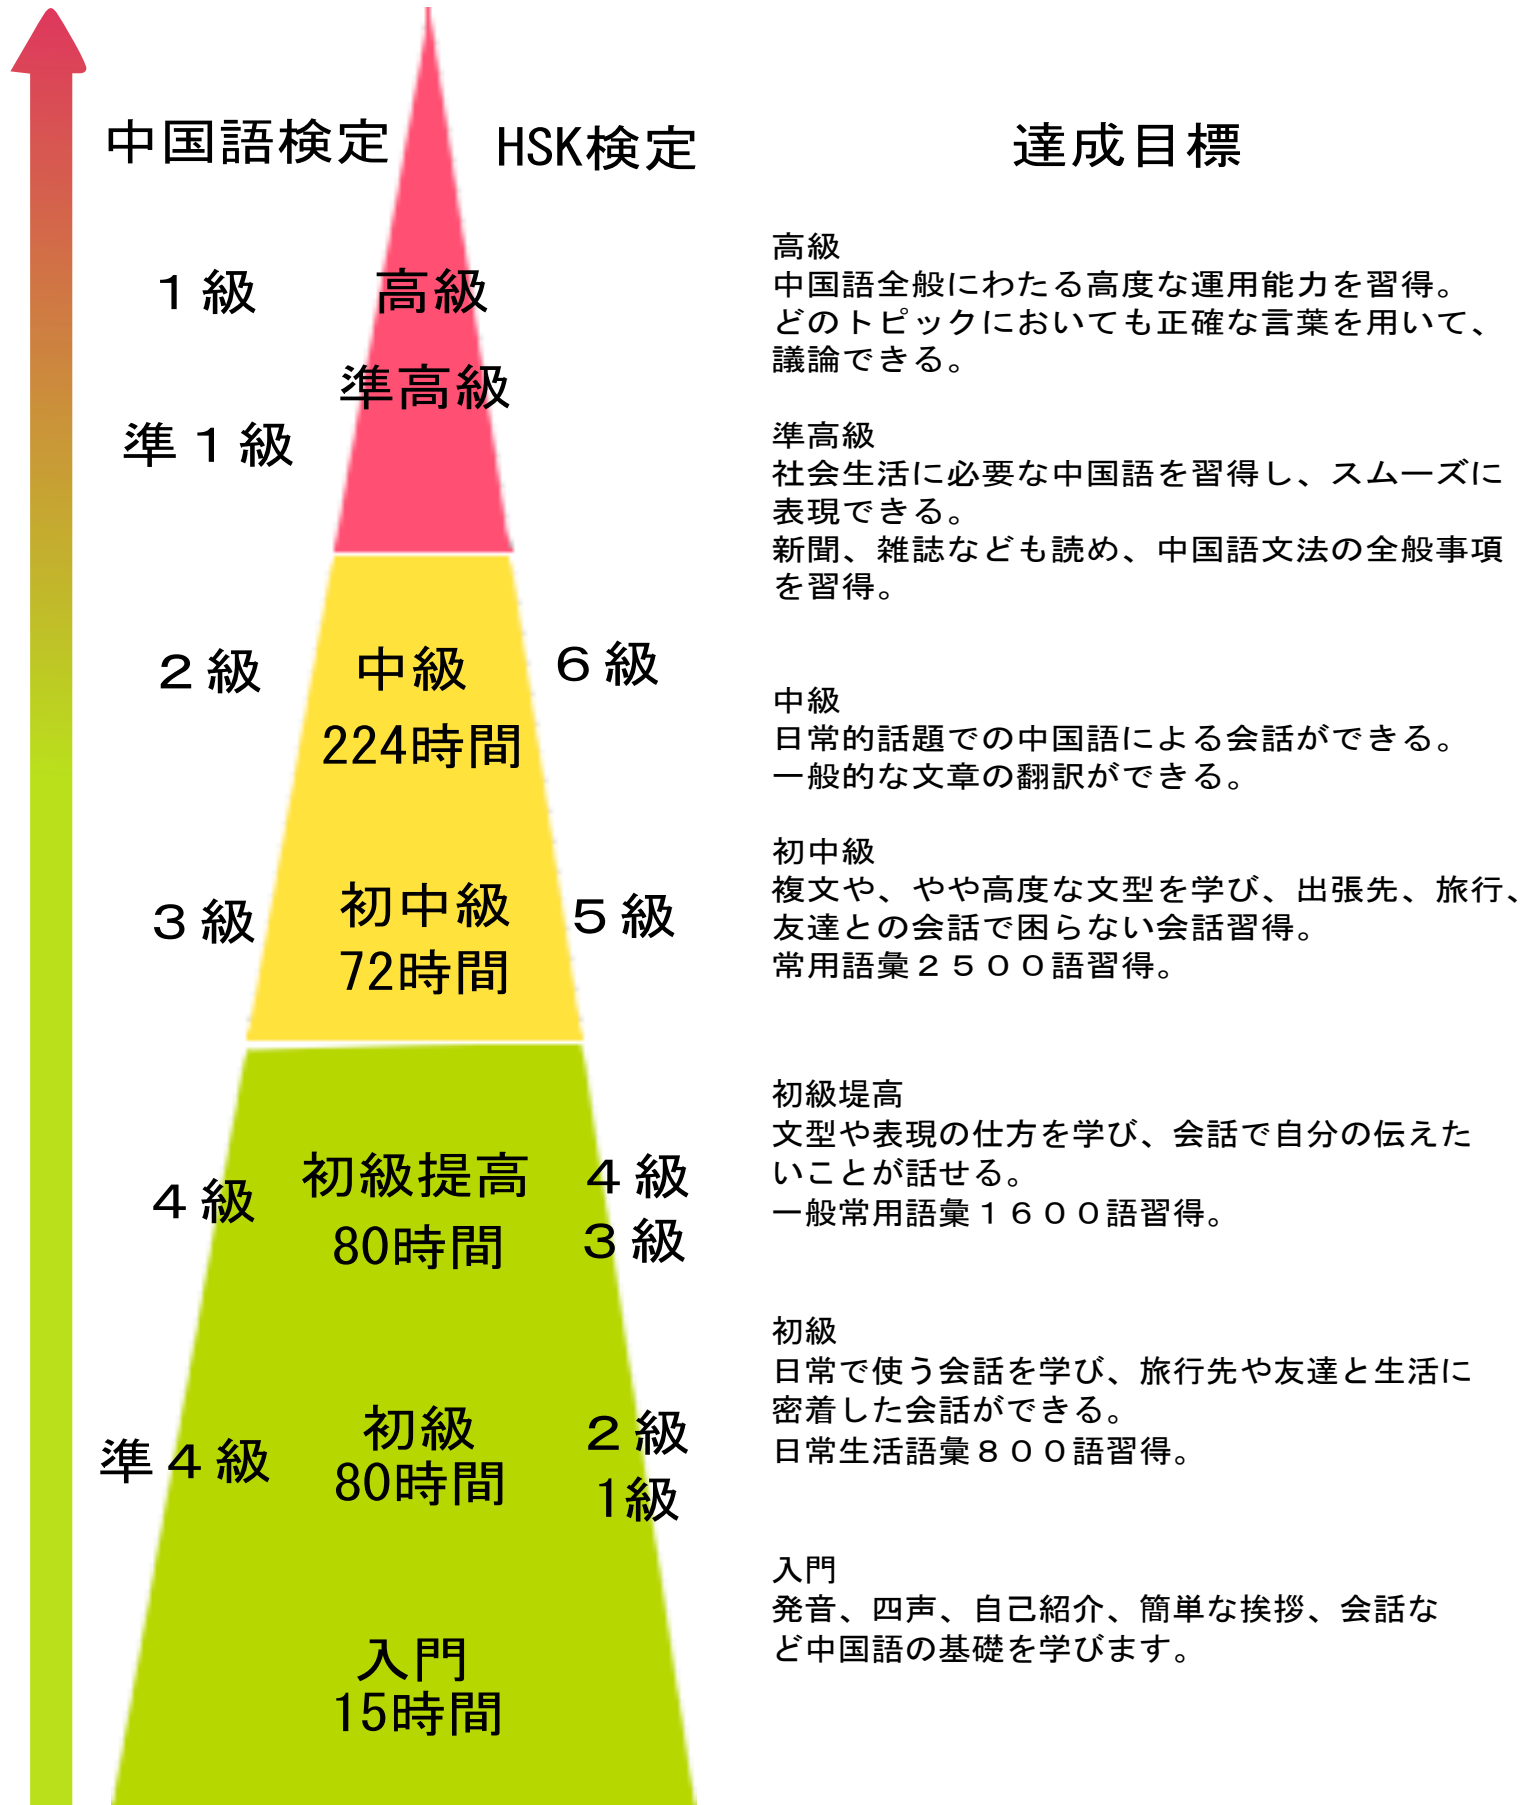 中国語検定
HSK検定
達成目標
1級
高級
準高級
準1級
高級
中国語全般にわたる高度な運用能力を習得。
どのトピックにおいても正確な言葉を用いて、
議論できる。
準高級
社会生活に必要な中国語を習得し、スムーズに
表現できる。
新聞、雑誌なども読め、中国語文法の全般事項
を習得。
2級
中級
224時間
6級
中級
日常的話題での中国語による会話ができる。
一般的な文章の翻訳ができる。
3級
初中級
72時間
5級
初中級
複文や、やや高度な文型を学び、出張先、旅行、
友達との会話で困らない会話習得。
常用語彙2500語習得。
4級
初級提高
80時間
4級
3級
初級堤高
文型や表現の仕方を学び、会話で自分の伝えた
いことが話せる。
一般常用語彙1600語習得。
準4級
初級
80時間
2級
1級
初級
日常で使う会話を学び、旅行先や友達と生活に
密着した会話ができる。
日常生活語彙800語習得。
入門
15時間
入門
発音、四声、自己紹介、簡単な挨拶、会話な
ど中国語の基礎を学びます。